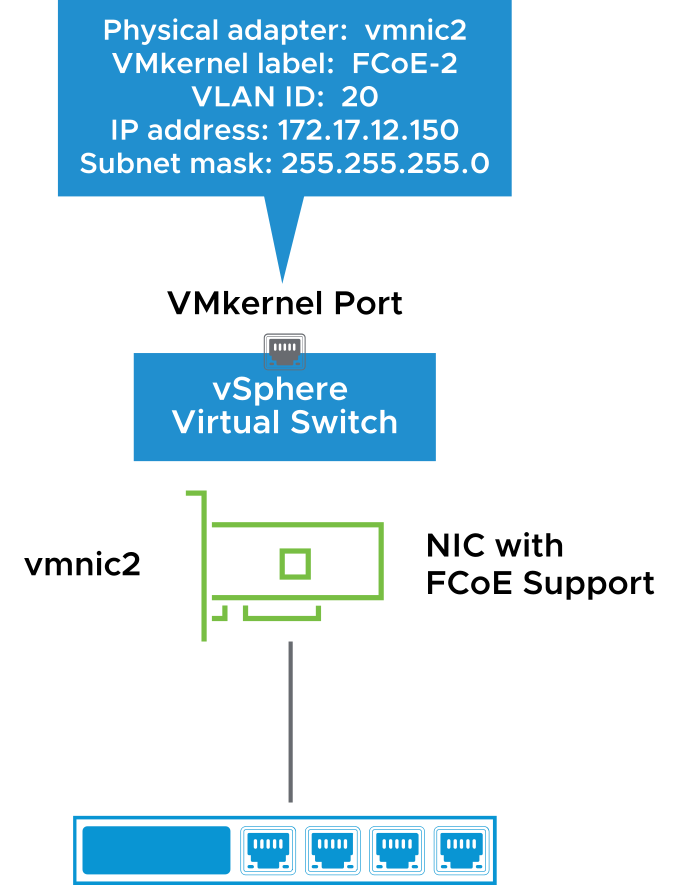 Physical adapter: vmnic2
VMkernel label: FCoE-2
VLAN ID: 20
IP address: 172.17.12.150
Subnet mask: 255.255.255.0
VMkernel Port
vSphere
Virtual Switch
vmnic2
NIC with
FCoE Support